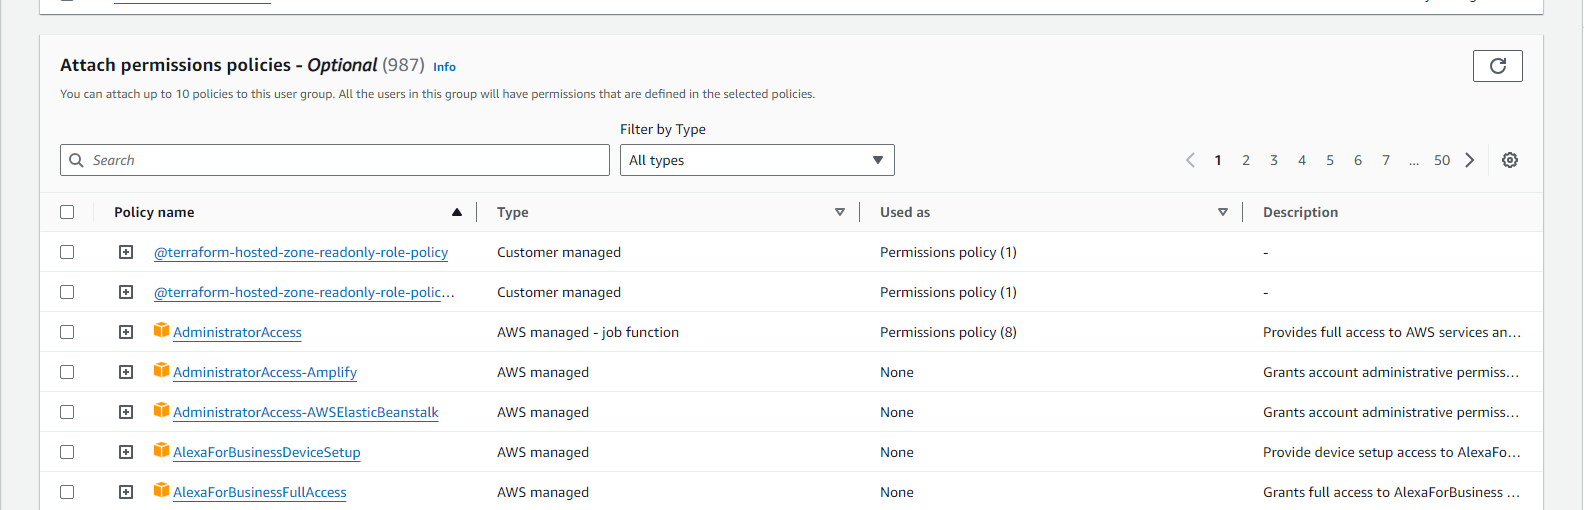 Attach permissions policies - Optional (987) Info
You can attach up to 10 policies to this user group. All the users in this group will have permissions that are defined in the selected policies.
Filter by Type
Search
All types
1 2 3 4 5 6 7 ... 50
Policy name Type Used as Description
@terraform-hosted-zone-readonly-role-policy Customer managed Permissions policy (1) -
@terraform-hosted-zone-readonly-role-polic... Customer managed Permissions policy (1) -
AdministratorAccess AWS managed - job function Permissions policy (8) Provides full access to AWS services an...
AdministratorAccess-Amplify AWS managed None Grants account administrative permiss...
AdministratorAccess-AWSElasticBeanstalk AWS managed None Grants account administrative permiss...
AlexaForBusinessDeviceSetup AWS managed None Provide device setup access to AlexaFo...
AlexaForBusinessFullAccess AWS managed None Grants full access to AlexaForBusiness ...